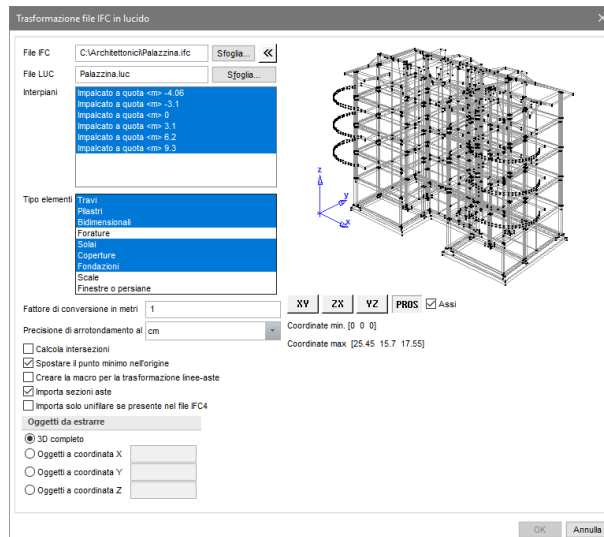 Trasformazione file IFC in lucido
File IFC C:\Architettonici\Palazzina.ifc Sfoglia...
File LUC Palazzina.luc Sfoglia...
Interpiani
Impalcato a quota <m> -4.06
Impalcato a quota <m> -3.1
Impalcato a quota <m> 0
Impalcato a quota <m> 3.1
Impalcato a quota <m> 6.2
Impalcato a quota <m> 9.3
z
y
x
Tipo elementi
Travi
Pilastri
Bidimensionali
Forature
Solai
Coperture
Fondazioni
Scale
Finestre o persiane
XY ZX YZ PROS Assi
Fattore di conversione in metri 1
Precisione di arrotondamento al cm
Coordinate min. [0 0 0]
Coordinate max [25.45 15.7 17.55]
Calcola intersezioni
Spostare il punto minimo nell'origine
Creare la macro per la trasformazione linee-aste
Importa sezioni aste
Importa solo unifilare se presente nel file IFC4
Oggetti da estrarre
3D completo
Oggetti a coordinata X
Oggetti a coordinata Y
Oggetti a coordinata Z
OK Annulla